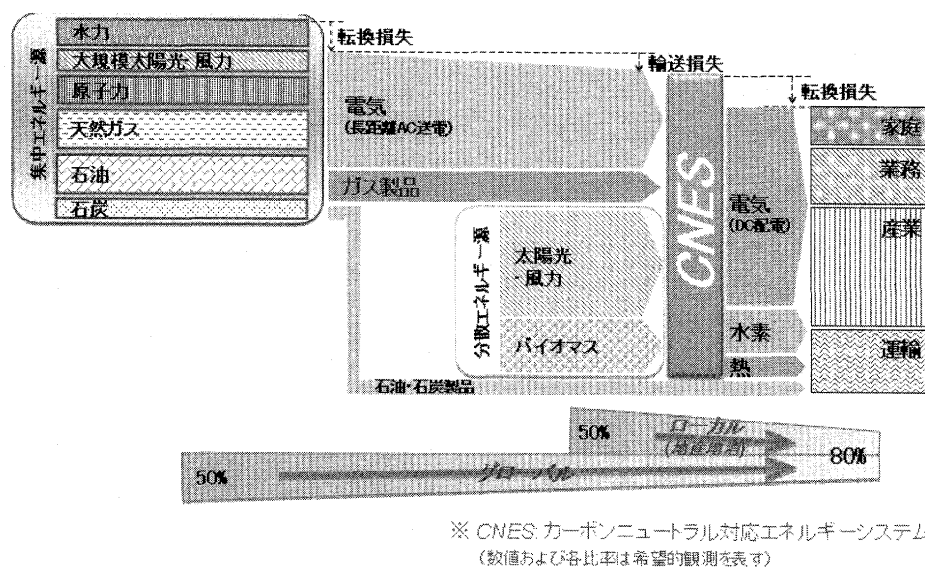 集中エネルギー源
水力
大規模太陽光・風力
原子力
天然ガス
石油
石炭
転換損失
輸送損失
転換損失
電気
(長距離AC送電)
ガス製品
分散エネルギー源
太陽光
・風力
バイオマス
石油・石炭製品
CNES
電気
(DC配電)
水素
熱
家庭
業務
産業
運輸
50%
ローカル
(地産地消)
50%
グローバル
80%
※ CNES:カーボンニュートラル対応エネルギーシステム
(数値および各比率は希望的観測を表す)